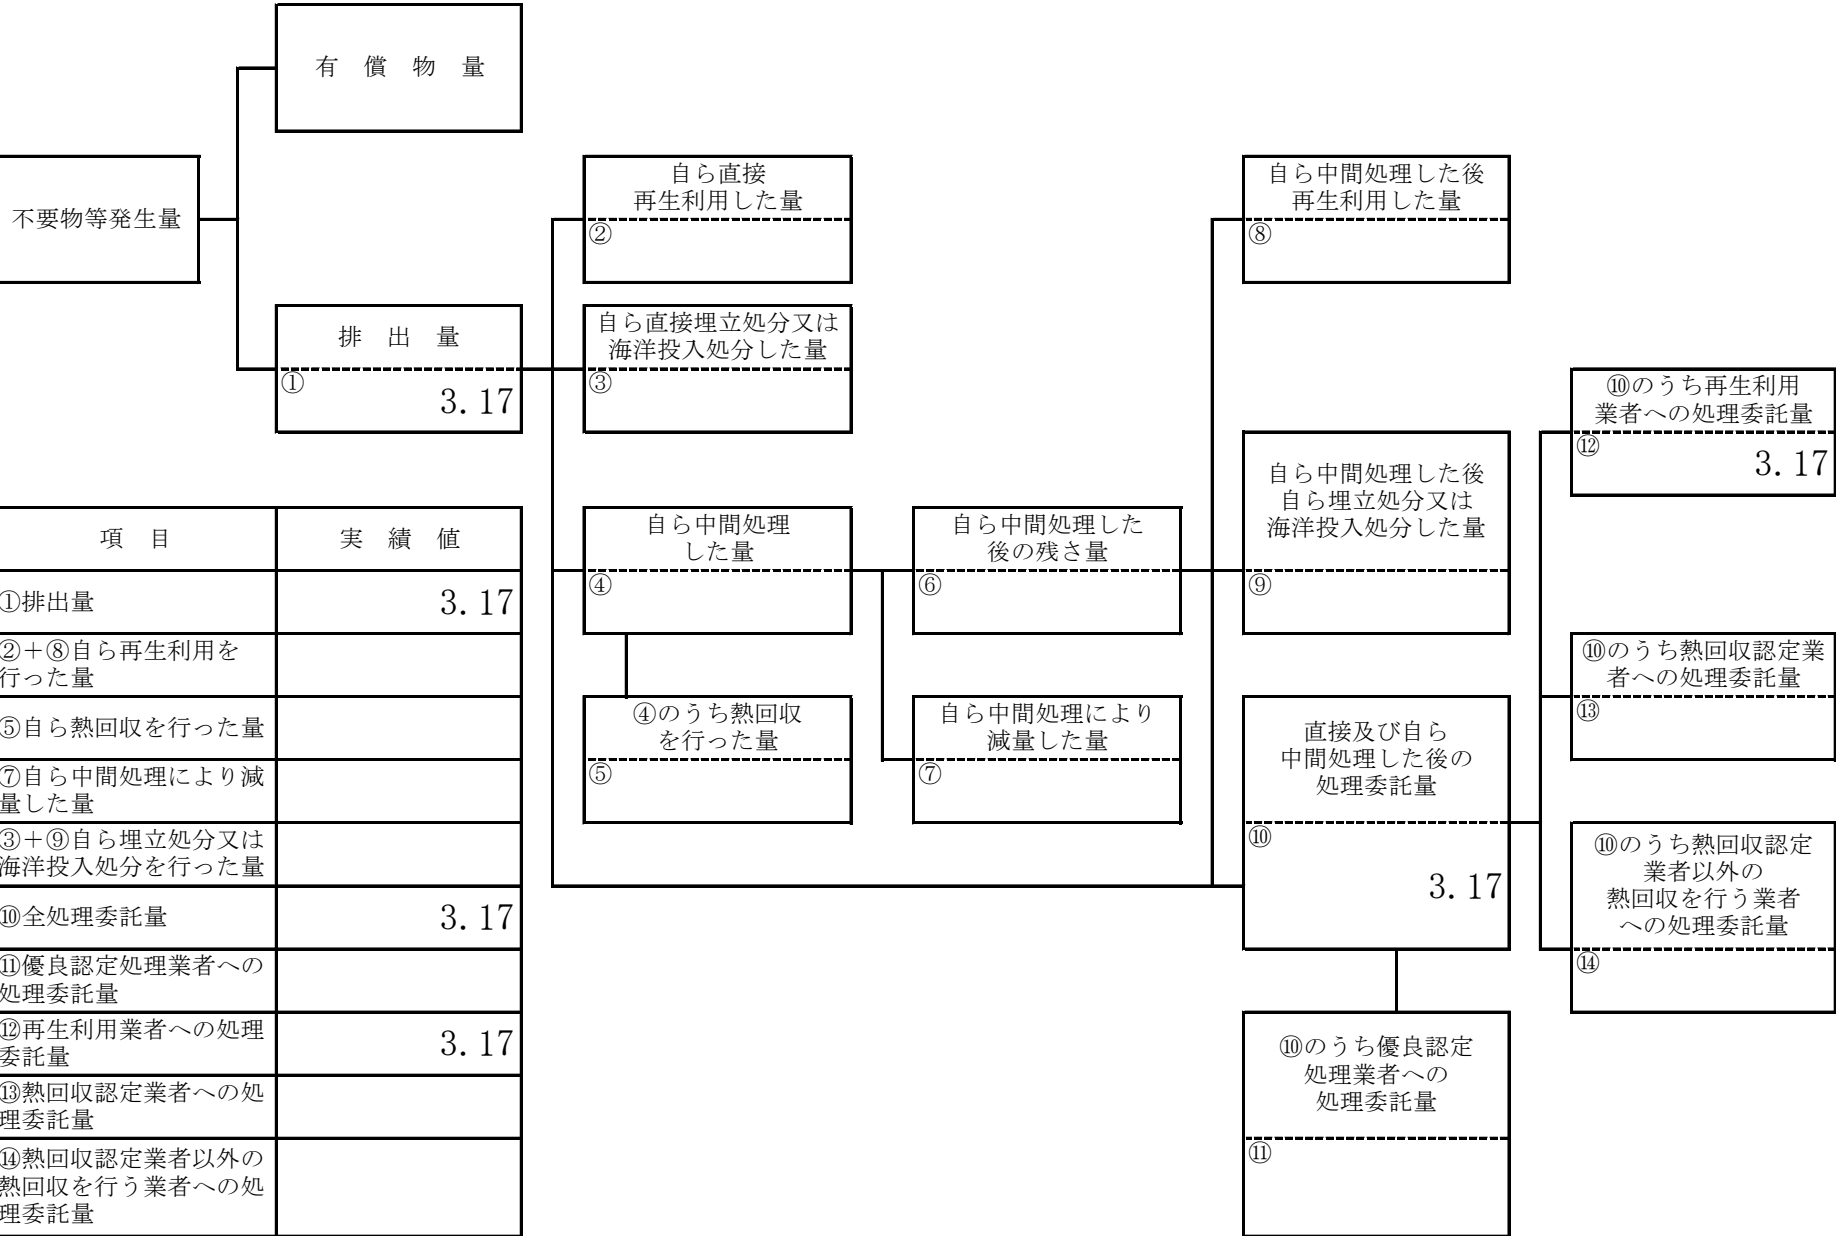 有償物量
不要物等発生量
排出量
①
3.17
自ら直接
再生利用した量
②
自ら直接埋立処分又は
海洋投入処分した量
③
自ら中間処理
した量
④
④のうち熱回収
を行った量
⑤
自ら中間処理した
後の残さ量
⑥
自ら中間処理により
減量した量
⑦
自ら中間処理した後
再生利用した量
⑧
自ら中間処理した後
自ら埋立処分又は
海洋投入処分した量
⑨
直接及び自ら
中間処理した後の
処理委託量
⑩
3.17
⑩のうち優良認定
処理業者への
処理委託量
⑪
⑩のうち再生利用
業者への処理委託量
⑫
3.17
⑩のうち熱回収認定業
者への処理委託量
⑬
⑩のうち熱回収認定
業者以外の
熱回収を行う業者
への処理委託量
⑭
項目 実績値
①排出量 3.17
②+⑧自ら再生利用を
行った量
⑤自ら熱回収を行った量
⑦自ら中間処理により減
量した量
③+⑨自ら埋立処分又は
海洋投入処分を行った量
⑩全処理委託量 3.17
⑪優良認定処理業者への
処理委託量
⑫再生利用業者への処理
委託量
3.17
⑬熱回収認定業者への処
理委託量
⑭熱回収認定業者以外の
熱回収を行う業者への処
理委託量